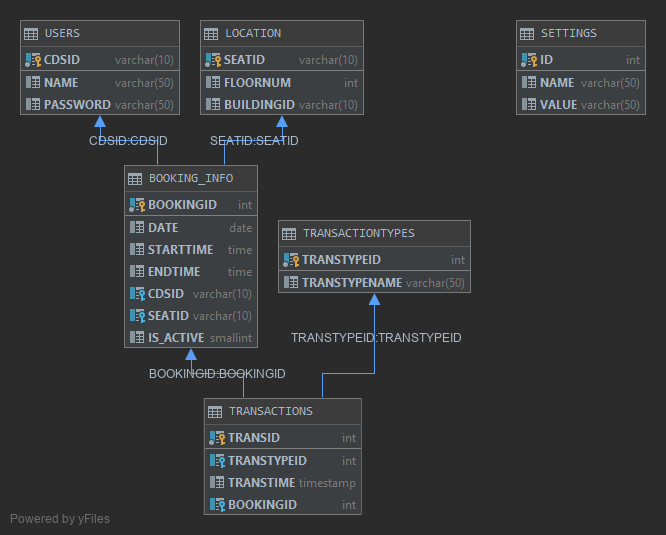 USERS
CDSID varchar(10)
NAME varchar(50)
PASSWORD varchar(50)
LOCATION
SEATID varchar(10)
FLOORNUM int
BUILDINGID varchar(10)
SETTINGS
ID int
NAME varchar(50)
VALUE varchar(50)
CDSID:CDSID
SEATID:SEATID
BOOKING_INFO
BOOKINGID int
DATE date
STARTTIME time
ENDTIME time
CDSID varchar(10)
SEATID varchar(10)
IS_ACTIVE smallint
TRANSACTIONTYPES
TRANSTYPEID int
TRANSTYPENAME varchar(50)
TRANSTYPEID:TRANSTYPEID
BOOKINGID:BOOKINGID
TRANSACTIONS
TRANSID int
TRANSTYPEID int
TRANSTIME timestamp
BOOKINGID int
Powered by yFiles